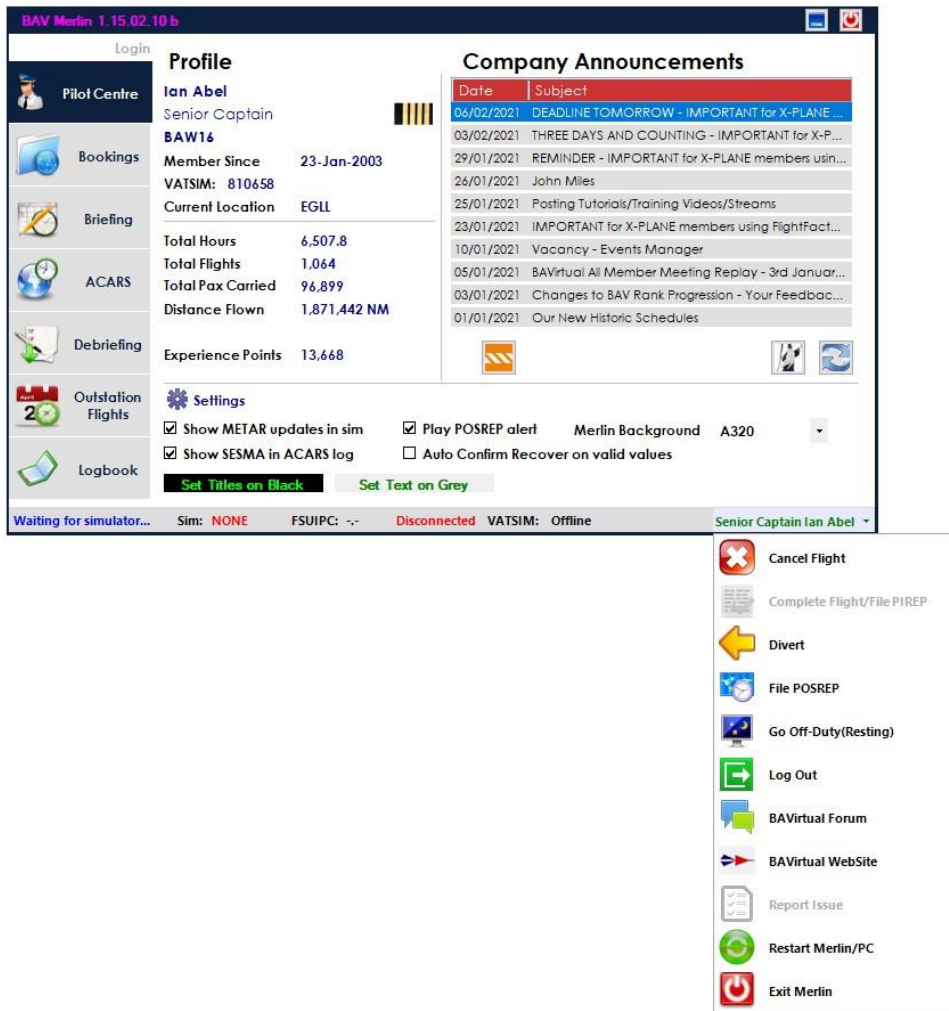 BAV Merlin 1.15.02.10 b
Login
Pilot Centre
Bookings
Briefing
ACARS
Debriefing
April
2
Outstation
Flights
Logbook
Profile
Ian Abel
Senior Captain
BAW16
Member Since 23-Jan-2003
VATSIM: 810658
Current Location EGLL
Total Hours 6,507.8
Total Flights 1,064
Total Pax Carried 96,899
Distance Flown 1,871,442 NM
Experience Points 13,668
Company Announcements
Date Subject
06/02/2021 DEADLINE TOMORROW - IMPORTANT for X-PLANE ...
03/02/2021 THREE DAYS AND COUNTING - IMPORTANT for X-P...
29/01/2021 REMINDER - IMPORTANT for X-PLANE members usin...
26/01/2021 John Miles
25/01/2021 Posting Tutorials/Training Videos/Streams
23/01/2021 IMPORTANT for X-PLANE members using FlightFact...
10/01/2021 Vacancy - Events Manager
05/01/2021 BAVirtual All Member Meeting Replay - 3rd Januar...
03/01/2021 Changes to BAV Rank Progression - Your Feedbac...
01/01/2021 Our New Historic Schedules
Settings
Show METAR updates in sim Play POSREP alert Merlin Background A320
Show SESMA in ACARS log Auto Confirm Recover on valid values
Set Titles on Black Set Text on Grey
Waiting for simulator... Sim: NONE FSUIPC: -.- Disconnected VATSIM: Offline Senior Captain Ian Abel
Cancel Flight
Complete Flight/File PIREP
Divert
File POSREP
Go Off-Duty(Resting)
Log Out
BAVirtual Forum
BAVirtual WebSite
Report Issue
Restart Merlin/PC
Exit Merlin